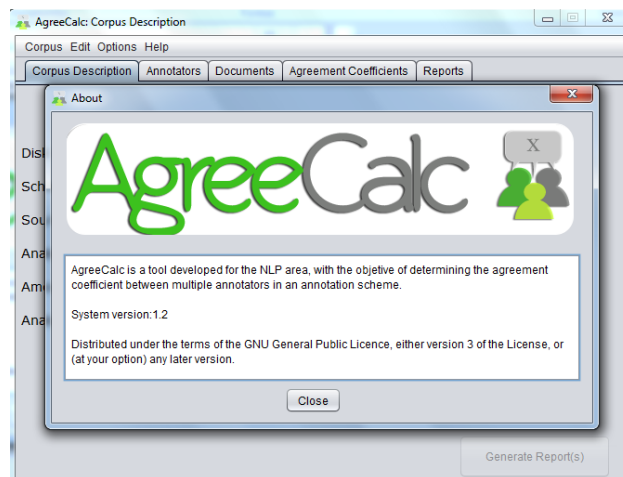 AgreeCalc: Corpus Description
Corpus Edit Options Help
Corpus Description Annotators Documents Agreement Coefficients Reports
About
AgreeCalc
X
Disl
Sch
Sou
Ana
Am
Ana
AgreeCalc is a tool developed for the NLP area, with the objetive of determining the agreement
coefficient between multiple annotators in an annotation scheme.
System version:1.2
Distributed under the terms of the GNU General Public Licence, either version 3 of the License, or
(at your option) any later version.
Close
Generate Report(s)